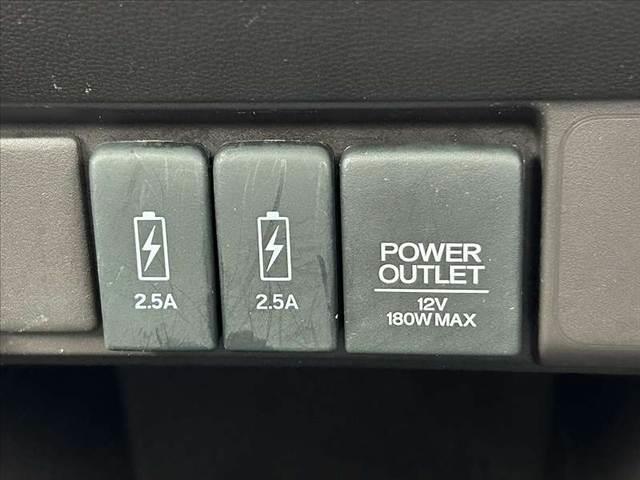 2.5A
2.5A
POWER
OUTLET
12V
180W MAX